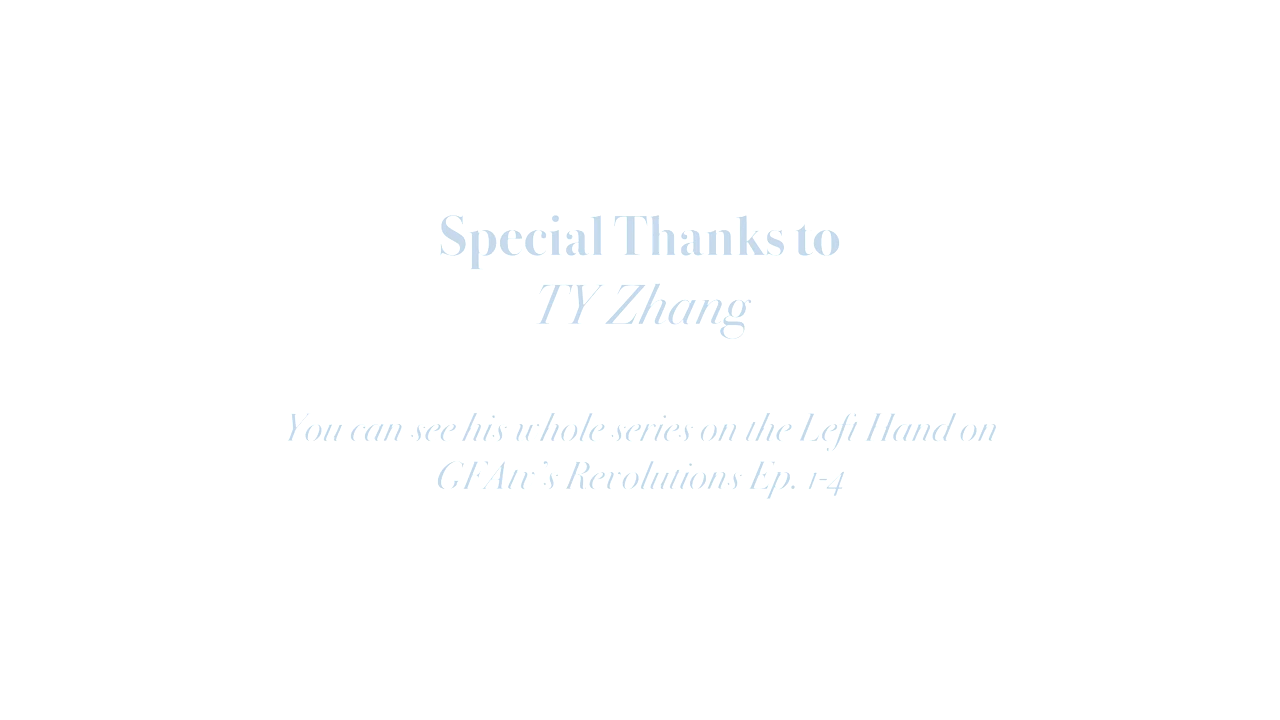 Special Thanks to
TY Zhang
You can see his whole series on the Left Hand on
GFAtv's Revolutions Ep. 1-4